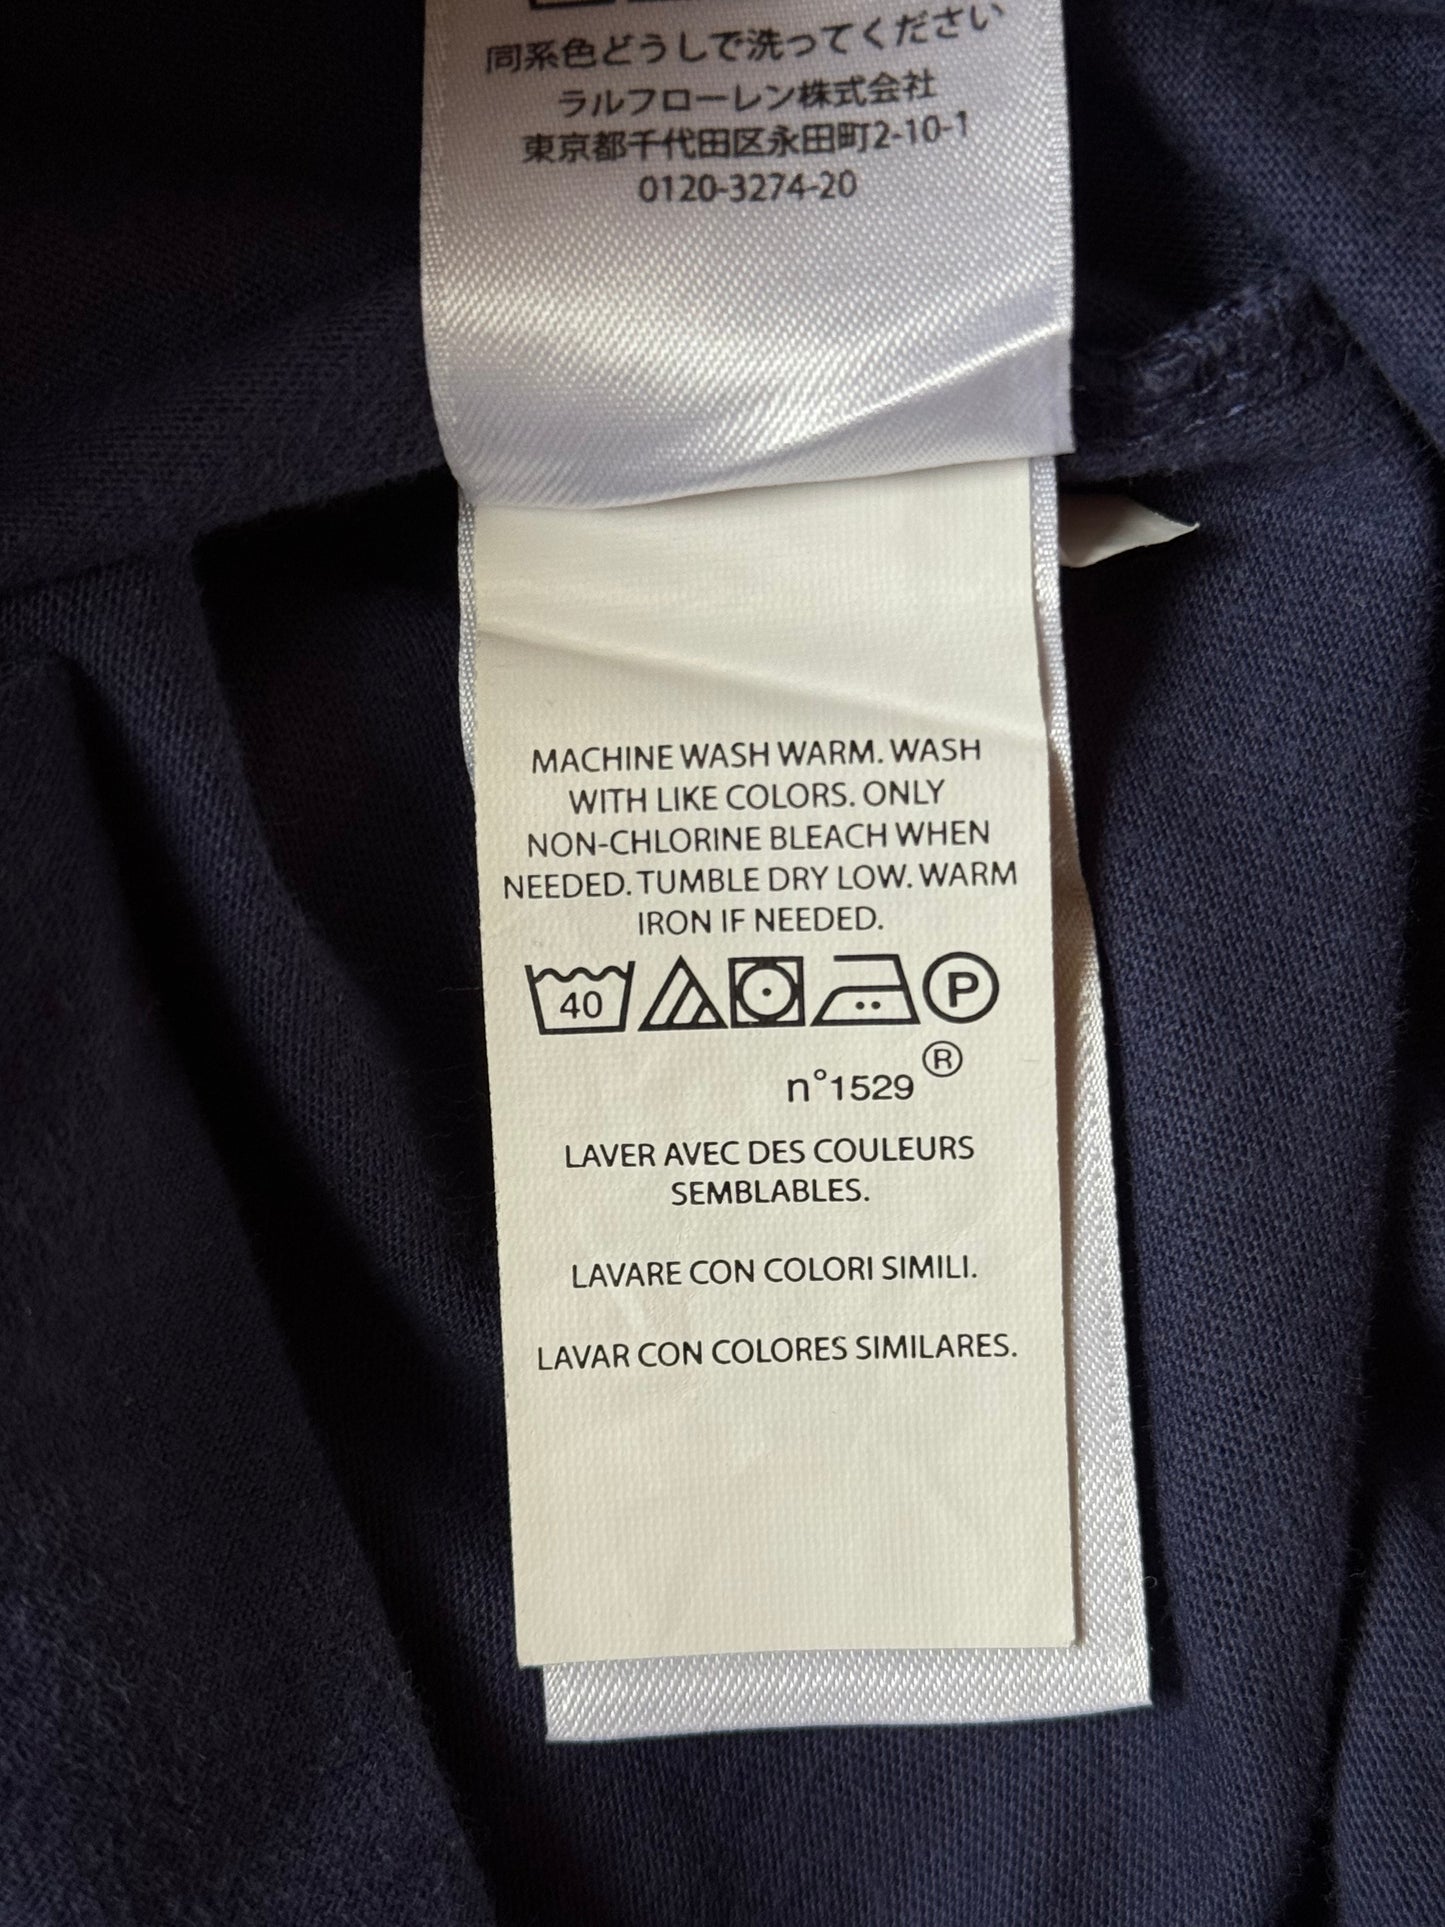 同系色どうしで洗ってください
ラルフローレン株式会社
東京都千代田区永田町2-10-1
0120-3274-20
MACHINE WASH WARM. WASH
WITH LIKE COLORS. ONLY
NON-CHLORINE BLEACH WHEN
NEEDED. TUMBLE DRY LOW. WARM
IRON IF NEEDED.
40 P
n°1529®
LAVER AVEC DES COULEURS
SEMBLABLES.
LAVARE CON COLORI SIMILI.
LAVAR CON COLORES SIMILARES.